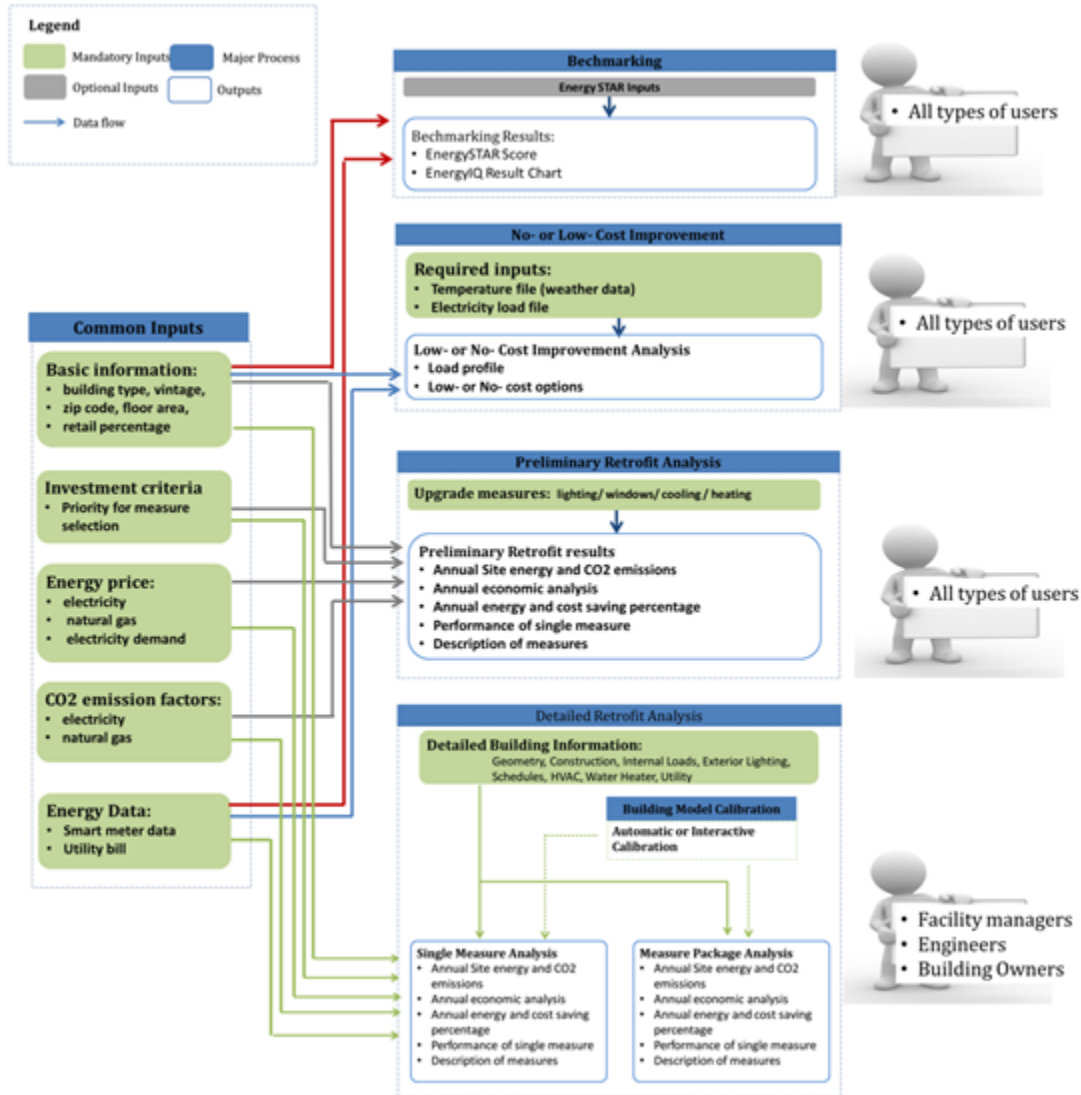 Legend
Mandatory Inputs
Major Process
Optional Inputs
Outputs
Data flow
Bechmarking
Energy STAR Inputs
Bechmarking Results:
• EnergySTAR Score
• EnergyIQ Result Chart
• All types of users
No- or Low- Cost Improvement
Required inputs:
• Temperature file (weather data)
• Electricity load file
Low- or No- Cost Improvement Analysis
• Load profile
• Low- or No- cost options
• All types of users
Common Inputs
Basic information:
• building type, vintage,
• zip code, floor area,
• retail percentage
Investment criteria
• Priority for measure
selection
Energy price:
• electricity
• natural gas
• electricity demand
CO2 emission factors:
• electricity
• natural gas
Energy Data:
• Smart meter data
• Utility bill
Preliminary Retrofit Analysis
Upgrade measures: lighting/ windows/ cooling / heating
Preliminary Retrofit results
• Annual Site energy and CO2 emissions
• Annual economic analysis
• Annual energy and cost saving percentage
• Performance of single measure
• Description of measures
• All types of users
Detailed Retrofit Analysis
Detailed Building Information:
Geometry, Construction, Internal Loads, Exterior Lighting,
Schedules, HVAC, Water Heater, Utility
Building Model Calibration
Automatic or Interactive
Calibration
Single Measure Analysis
• Annual Site energy and CO2
emissions
• Annual economic analysis
• Annual energy and cost saving
percentage
• Performance of single measure
• Description of measures
Measure Package Analysis
• Annual Site energy and CO2
emissions
• Annual economic analysis
• Annual energy and cost saving
percentage
• Performance of single measure
• Description of measures
• Facility managers
• Engineers
• Building Owners